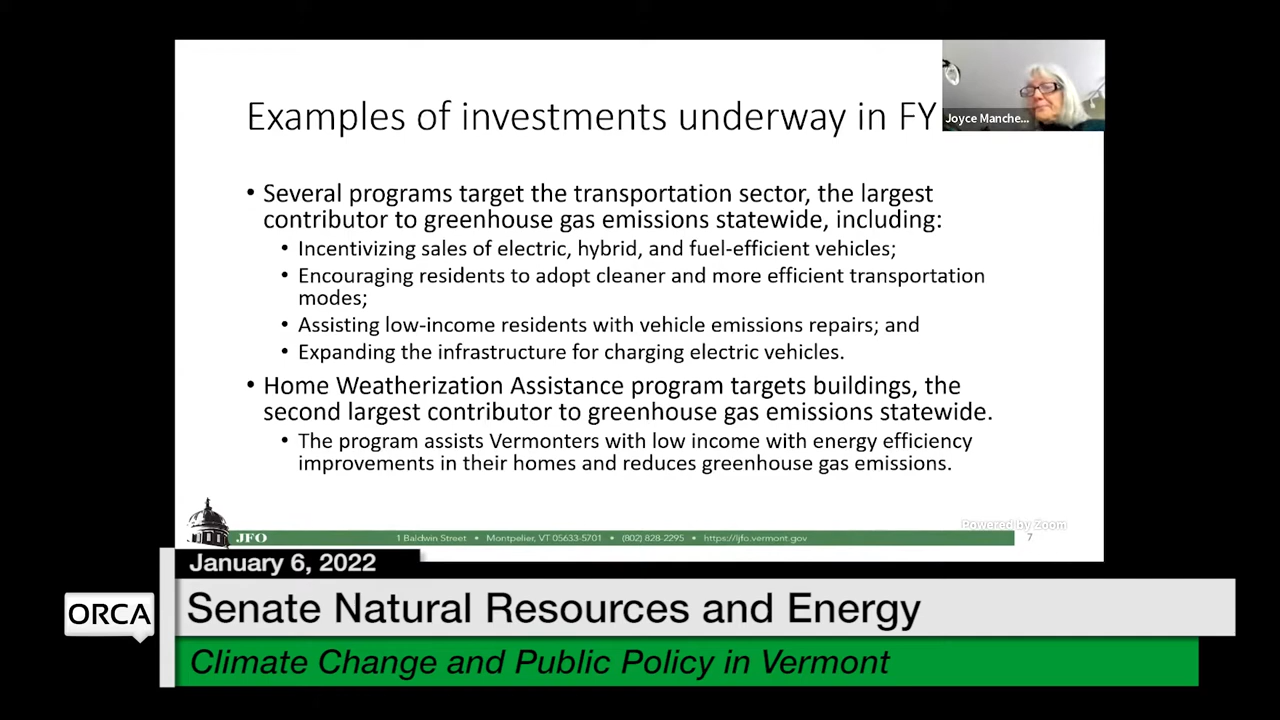 Examples of investments underway in FY
Joyce Manche...
• Several programs target the transportation sector, the largest
contributor to greenhouse gas emissions statewide, including:
• Incentivizing sales of electric, hybrid, and fuel-efficient vehicles;
• Encouraging residents to adopt cleaner and more efficient transportation
modes;
• Assisting low-income residents with vehicle emissions repairs; and
• Expanding the infrastructure for charging electric vehicles.
• Home Weatherization Assistance program targets buildings, the
second largest contributor to greenhouse gas emissions statewide.
• The program assists Vermonters with low income with energy efficiency
improvements in their homes and reduces greenhouse gas emissions.
Powered by Zoom
JFO 1 Baldwin Street • Montpelier, VT 05633-5701 • (802) 828-2295 • https://ljfo.vermont.gov 7
January 6, 2022
ORCA
Senate Natural Resources and Energy
Climate Change and Public Policy in Vermont